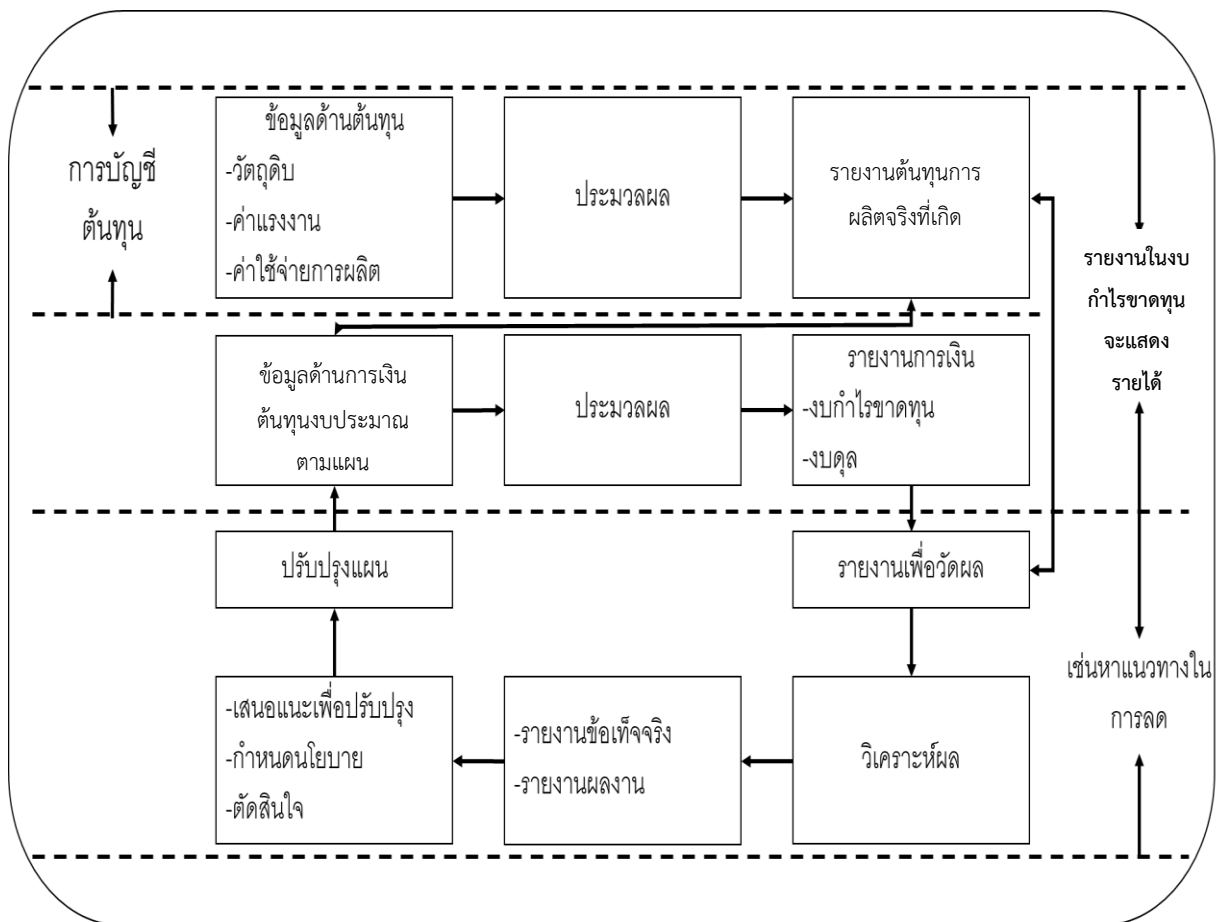 การบัญชี
ต้นทุน
ข้อมูลด้านต้นทุน
-วัตถุดิบ
-ค่าแรงงาน
-ค่าใช้จ่ายการผลิต
ประมวลผล
รายงานต้นทุนการ
ผลิตจริงที่เกิด
รายงานในงบ
กำไรขาดทุน
จะแสดง
รายได้
ข้อมูลด้านการเงิน
ต้นทุนงบประมาณ
ตามแผน
ประมวลผล
รายงานการเงิน
-งบกำไรขาดทุน
-งบดุล
ปรับปรุงแผน
รายงานเพื่อวัดผล
-เสนอแนะเพื่อปรับปรุง
-กำหนดนโยบาย
-ตัดสินใจ
-รายงานข้อเท็จจริง
-รายงานผลงาน
วิเคราะห์ผล
เช่นหาแนวทางใน
การลด